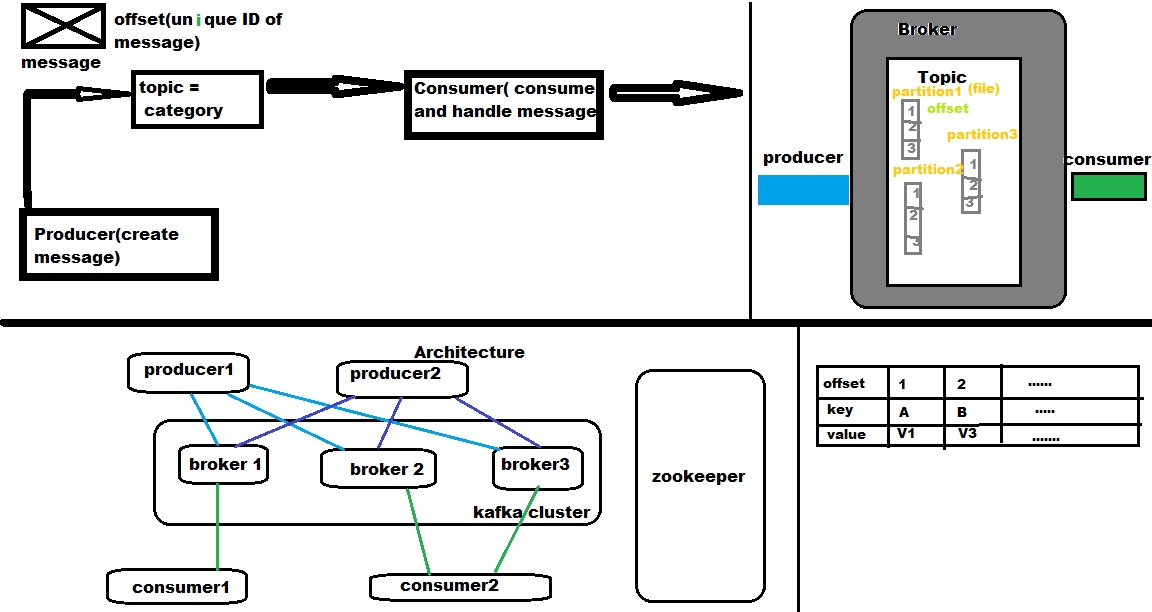 offset(un i que ID of
message)
message
topic =
category
Consumer( consume
and handle message
Producer(create
message)
Broker
Topic
partition1 (file)
1
offset
2
3
partition3
1
2
3
partition2
1
2
3
producer
consumer
Architecture
producer1
producer2
broker 1
broker 2
broker3
kafka cluster
consumer1
consumer2
zookeeper
offset 1 2 ......
key A B .....
value V1 V3 .......